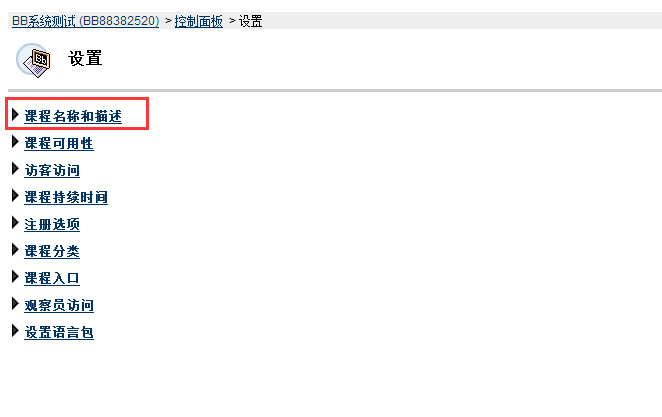 BB系统测试 (BB88382520) > 控制面板 > 设置
设置
课程名称和描述
课程可用性
访客访问
课程持续时间
注册选项
课程分类
课程入口
观察员访问
设置语言包